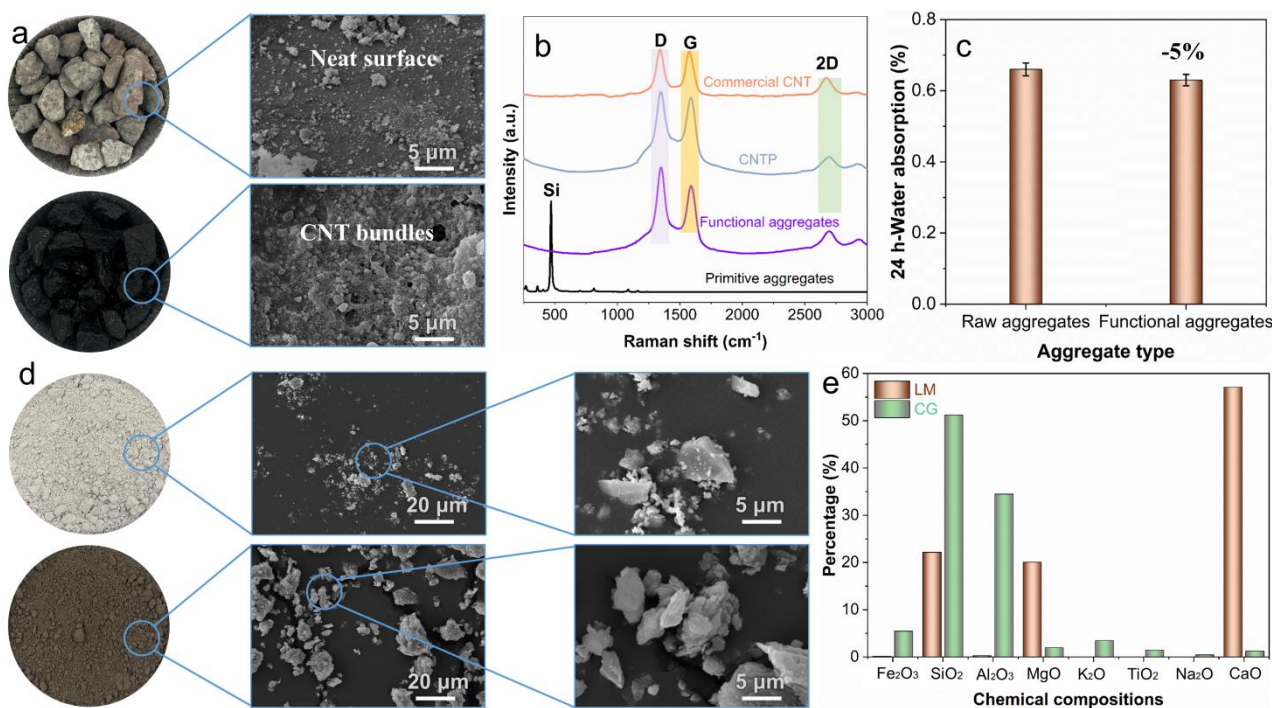 a
Neat surface
5 μm
CNT bundles
5 μm
b
D
G
2D
Commercial CNT
CNTP
Si
Functional aggregates
Primitive aggregates
Intensity (a.u.)
500
1000
1500
2000
2500
3000
Raman shift (cm⁻¹)
c
-5%
24 h-Water absorption (%)
0.8
0.6
0.4
0.2
0.0
Raw aggregates
Functional aggregates
Aggregate type
d
20 μm
5 μm
20 μm
5 μm
e
LM
CG
Percentage (%)
60
50
40
30
20
10
0
Fe₂O₃
SiO₂
Al₂O₃
MgO
K₂O
TiO₂
Na₂O
CaO
Chemical compositions